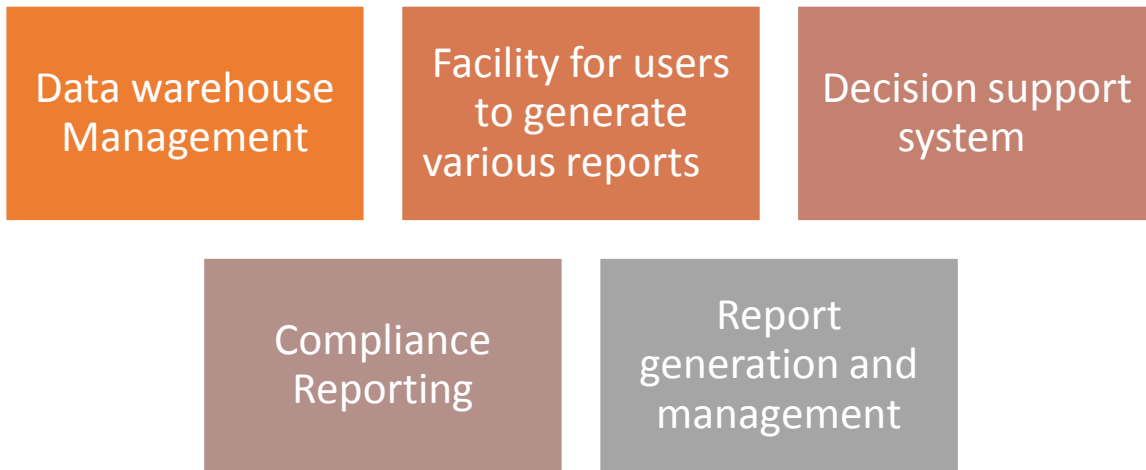 Data warehouse
Management
Facility for users
to generate
various reports
Decision support
system
Compliance
Reporting
Report
generation and
management